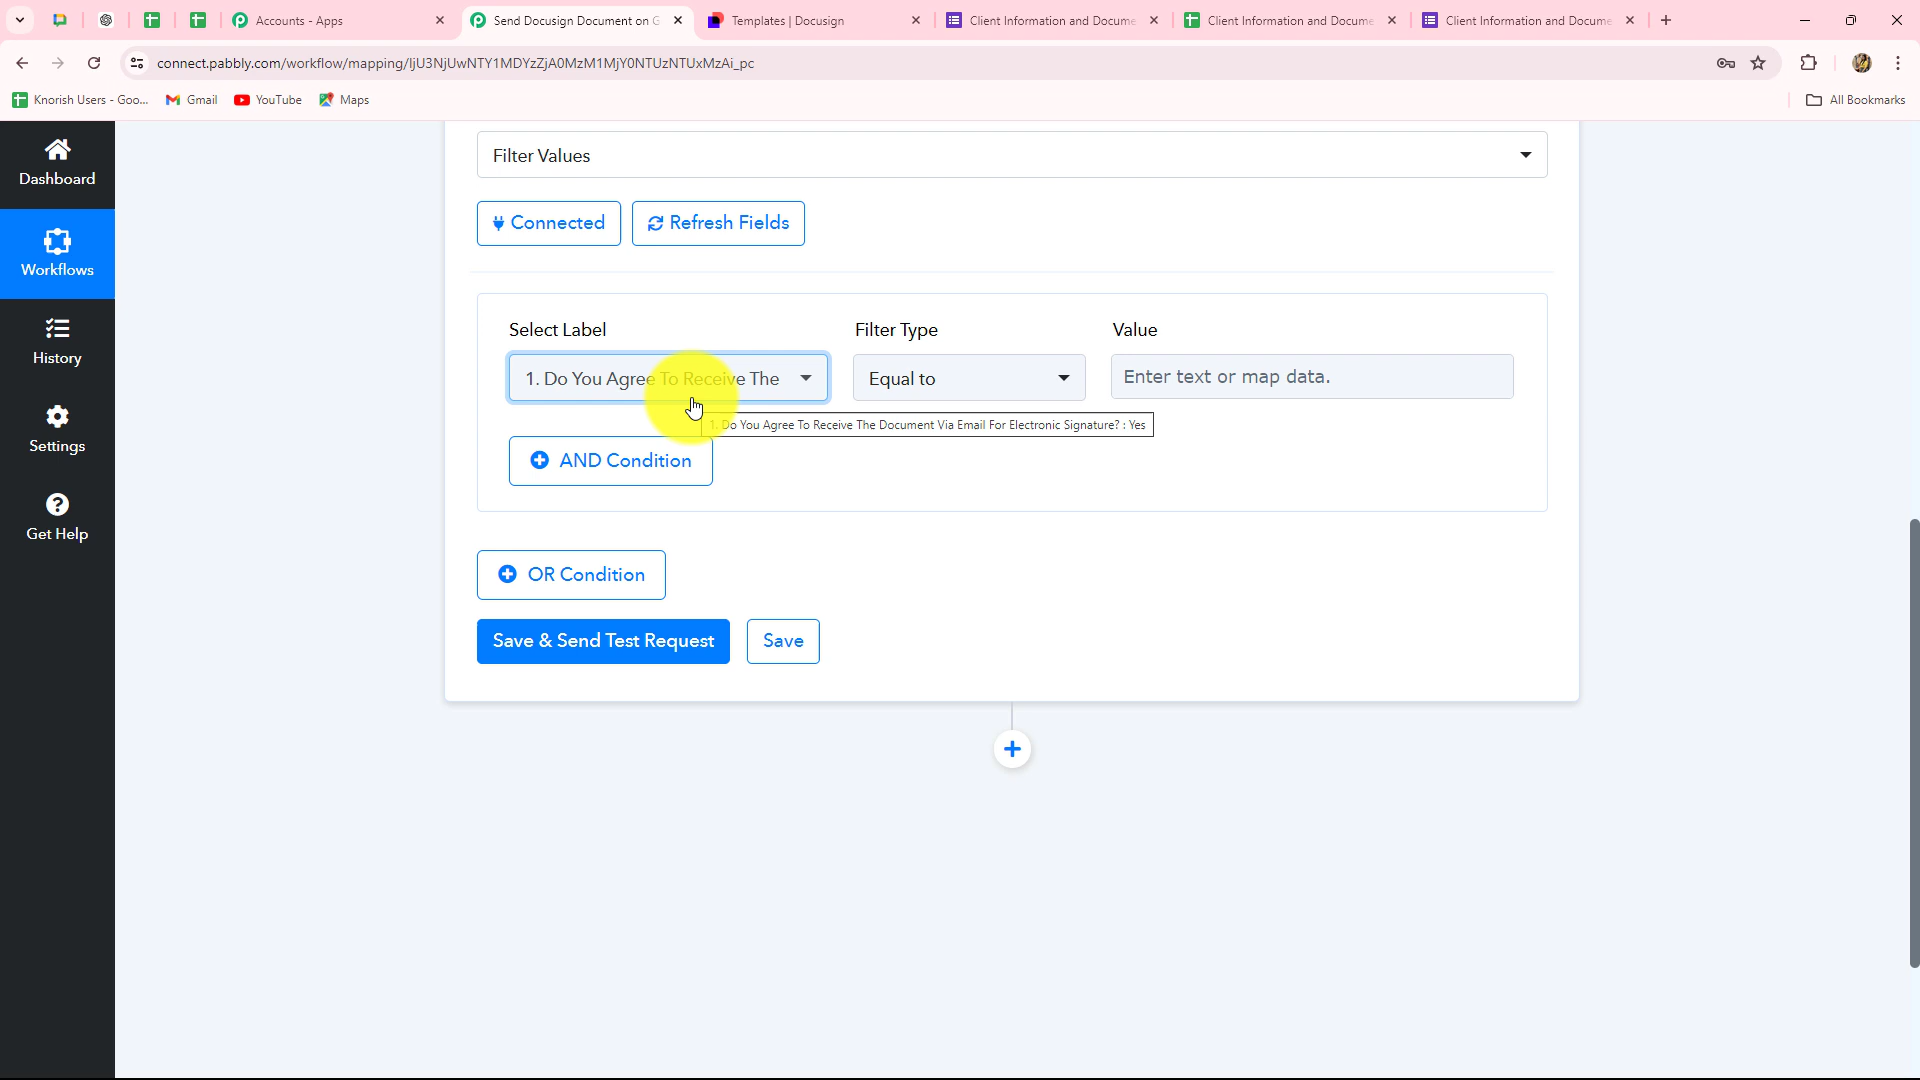 Accounts - Apps
Send Docusign Document on G
Templates | Docusign
Client Information and Docume
Client Information and Docume
Client Information and Docume
connect.pabbly.com/workflow/mapping/IjU3NjUwNTY1MDYzZjA0MzM1MjY0NTUzNTUxMzAi_pc
Knorish Users - Goo...
Gmail
YouTube
Maps
All Bookmarks
Dashboard
Workflows
History
Settings
Get Help
Filter Values
Connected
Refresh Fields
Select Label
Filter Type
Value
1. Do You Agree To Receive The
Equal to
Enter text or map data.
1. Do You Agree To Receive The Document Via Email For Electronic Signature? : Yes
AND Condition
OR Condition
Save & Send Test Request
Save